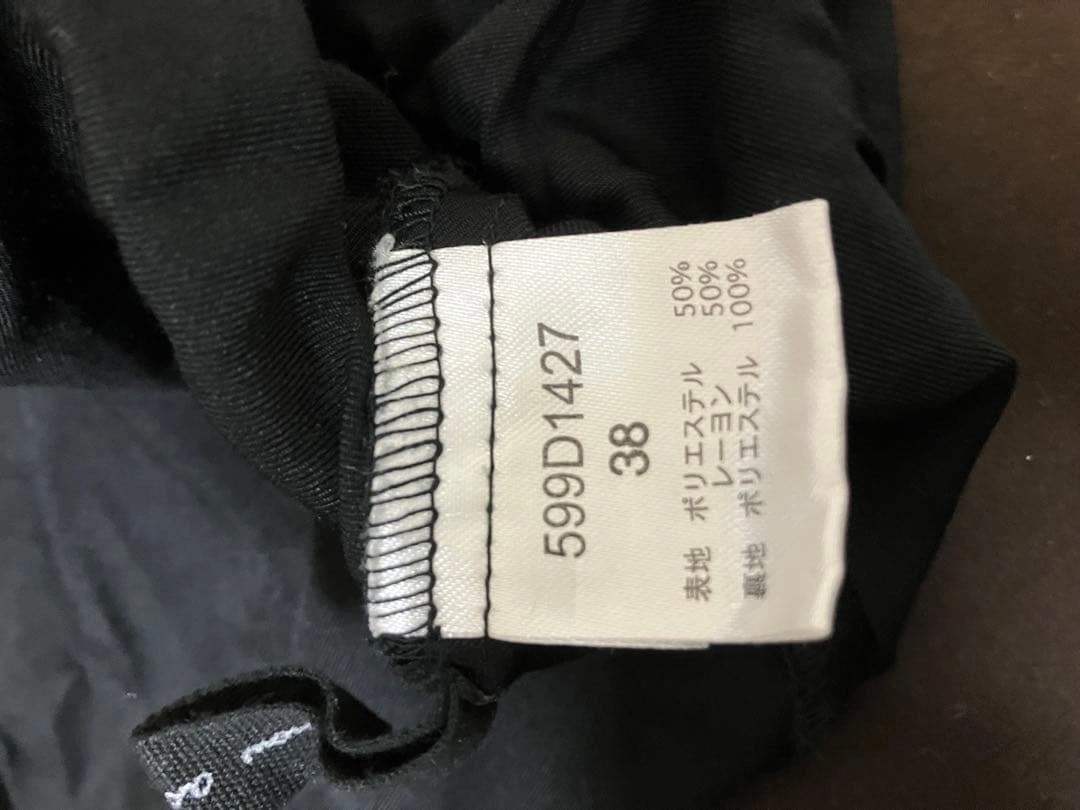 599D1427
38
表地 ポリエステル 50%
レーヨン 50%
裏地 ポリエステル 100%